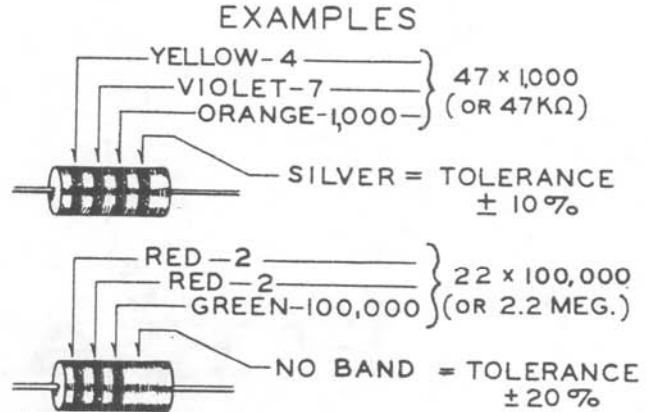 EXAMPLES
YELLOW-4
VIOLET-7
ORANGE-1,000
47 x 1,000
(OR 47KΩ)
SILVER = TOLERANCE
± 10%
RED-2
RED-2
GREEN-100,000
22 x 100,000
(OR 2.2 MEG.)
NO BAND = TOLERANCE
±20%